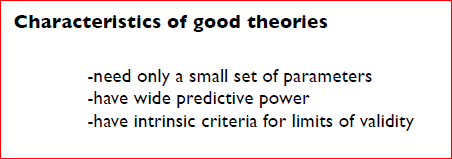 Characteristics of good theories
-need only a small set of parameters
-have wide predictive power
-have intrinsic criteria for limits of validity